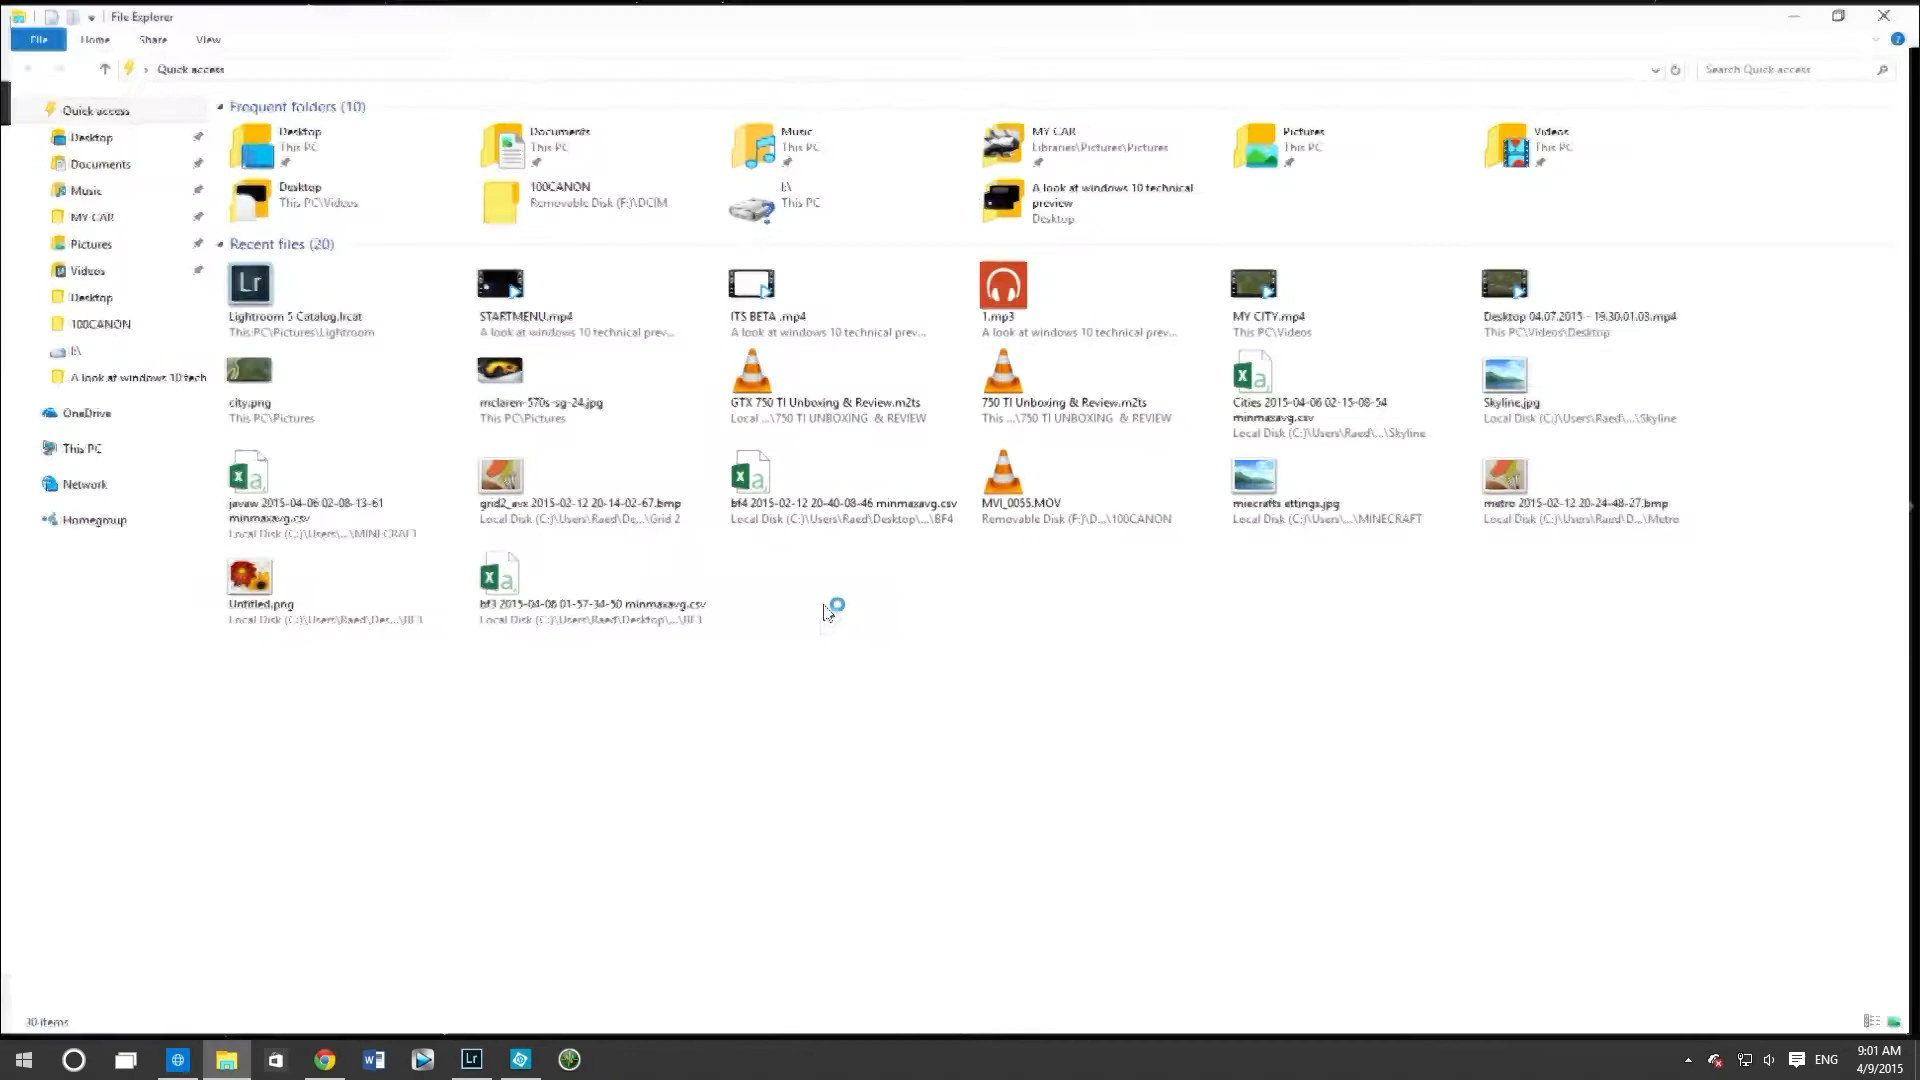 File Explorer
File Home Share View
Quick access
Search Quick access
Quick access
Desktop
Documents
Music
MY CAR
Pictures
Videos
Desktop
100CANON
I:\
A look at windows 10 tech
OneDrive
This PC
Network
Homegroup
Frequent folders (10)
Desktop
This PC
Documents
This PC
Music
This PC
MY CAR
Libraries\Pictures\Pictures
Pictures
This PC
Videos
This PC
Desktop
This PC\Videos
100CANON
Removable Disk (F:)\DCIM
I:\
This PC
A look at windows 10 technical
preview
Desktop
Recent files (20)
Lr
Lightroom 5 Catalog.lrcat
This PC\Pictures\Lightroom
STARTMENU.mp4
A look at windows 10 technical prev...
ITS BETA .mp4
A look at windows 10 technical prev...
1.mp3
A look at windows 10 technical prev...
MY CITY.mp4
This PC\Videos
Desktop 04.07.2015 - 19.30.01.03.mp4
This PC\Videos\Desktop
city.png
This PC\Pictures
mclaren-570s-sg-24.jpg
This PC\Pictures
GTX 750 TI Unboxing & Review.m2ts
Local ...\750 TI UNBOXING & REVIEW
750 TI Unboxing & Review.m2ts
This ...\750 TI UNBOXING & REVIEW
Cities 2015-04-06 02-15-08-54
minmaxavg.csv
Local Disk (C:)\Users\Raed\...\Skyline
Skyline.jpg
Local Disk (C:)\Users\Raed\...\Skyline
javaw 2015-04-06 02-08-13-61
minmaxavg.csv
Local Disk (C:)\Users\...\MINECRAFT
grid2_avx 2015-02-12 20-14-02-67.bmp
Local Disk (C:)\Users\Raed\De...\Grid 2
bf4 2015-02-12 20-40-08-46 minmaxavg.csv
Local Disk (C:)\Users\Raed\Desktop\...\BF4
MVI_0055.MOV
Removable Disk (F:)\D...\100CANON
miecrafts ettings.jpg
Local Disk (C:)\Users\...\MINECRAFT
metro 2015-02-12 20-24-48-27.bmp
Local Disk (C:)\Users\Raed\D...\Metro
Untitled.png
Local Disk (C:)\Users\Raed\Des...\BF3
bf3 2015-04-06 01-57-34-50 minmaxavg.csv
Local Disk (C:)\Users\Raed\Desktop\...\BF3
30 items
Lr
ENG
9:01 AM
4/9/2015